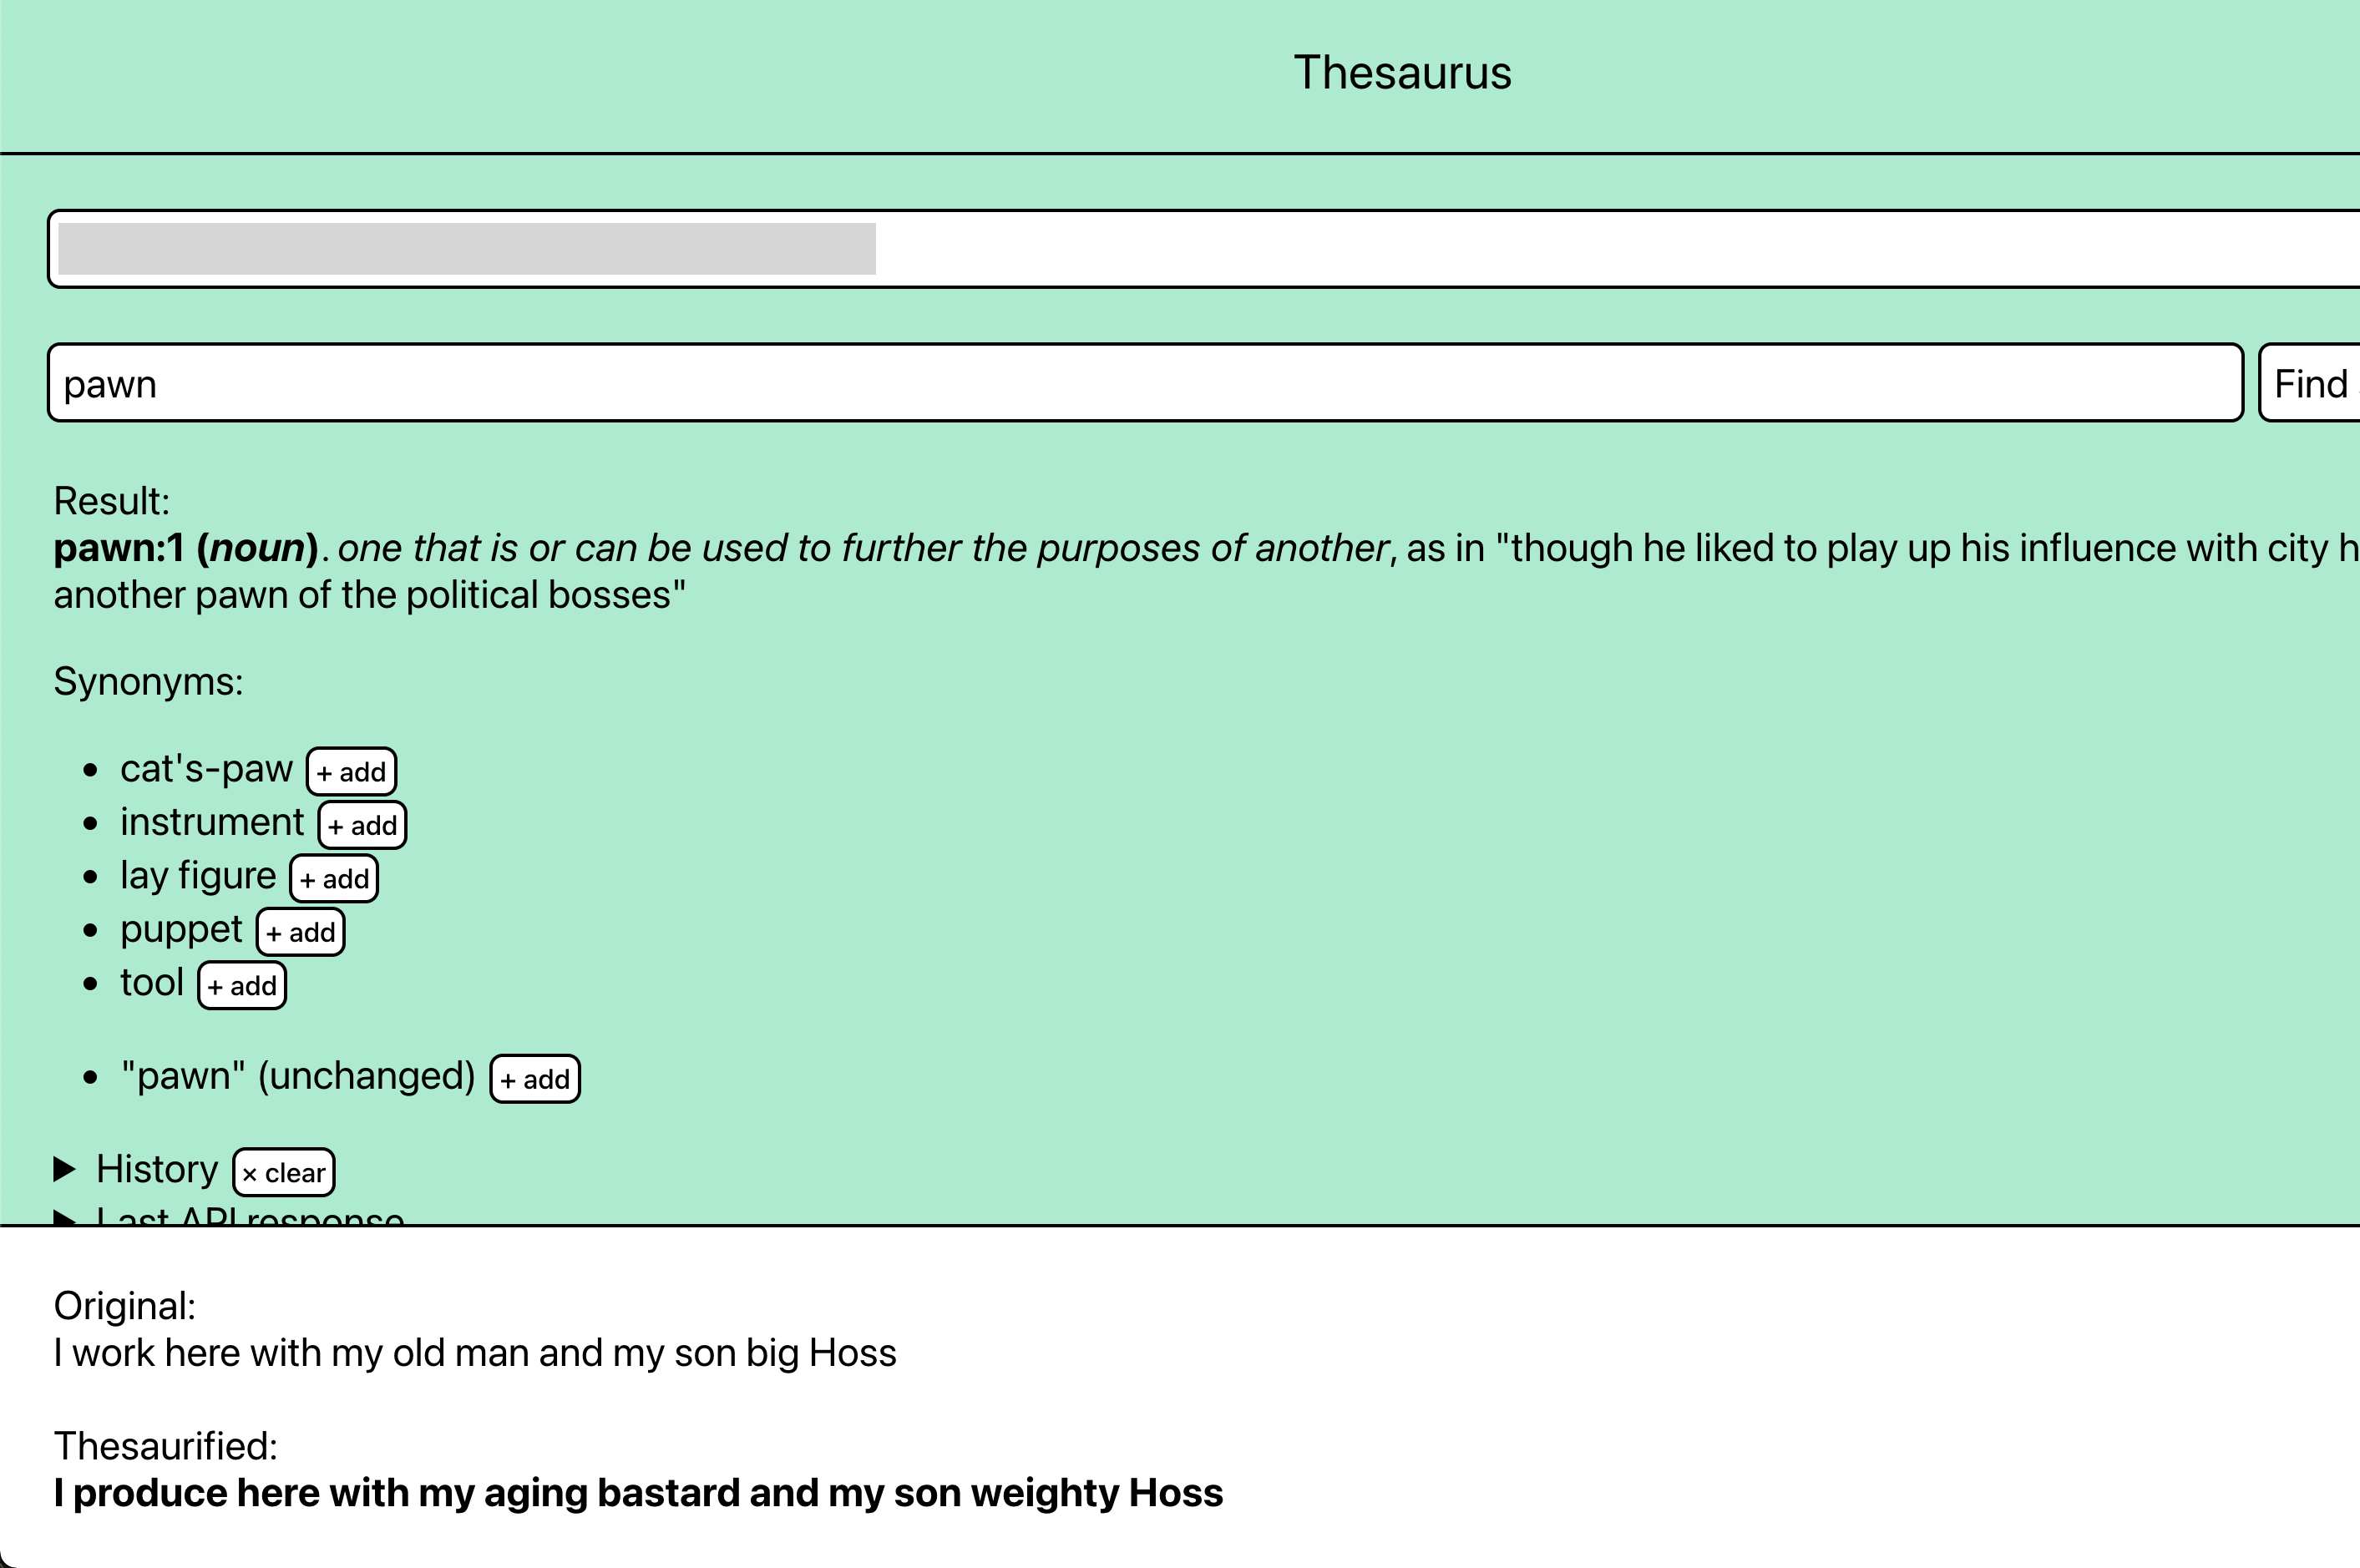 Thesaurus
pawn
Find
Result:
pawn:1 (noun). one that is or can be used to further the purposes of another, as in "though he liked to play up his influence with city
another pawn of the political bosses"
Synonyms:
cat's-paw + add
instrument + add
lay figure + add
puppet + add
tool + add
"pawn" (unchanged) + add
History × clear
Last API response
Original:
I work here with my old man and my son big Hoss
Thesaurified:
I produce here with my aging bastard and my son weighty Hoss